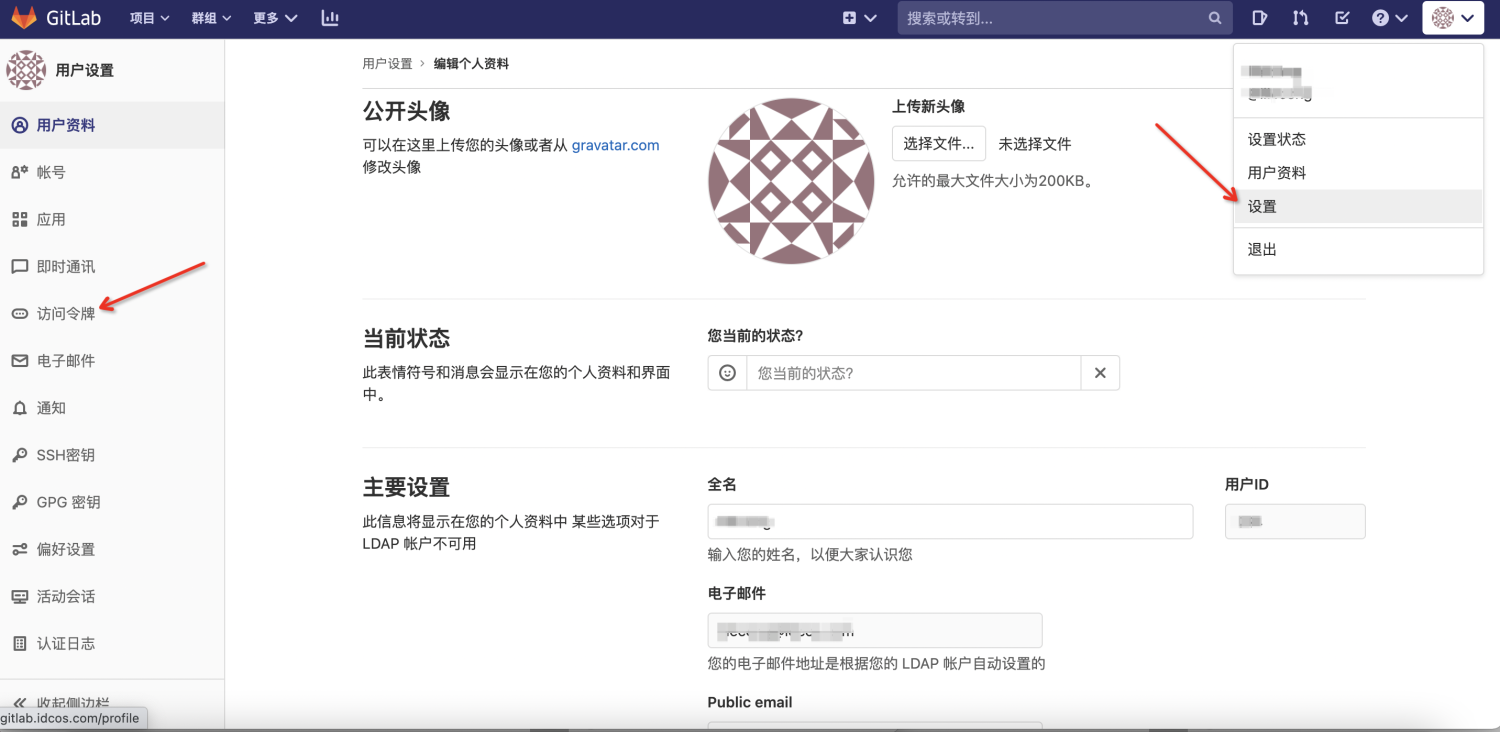 GitLab
项目
群组
更多
搜索或转到...
用户设置
用户资料
帐号
应用
即时通讯
访问令牌
电子邮件
通知
SSH密钥
GPG 密钥
偏好设置
活动会话
认证日志
收起侧边栏
gitlab.idcos.com/profile
用户设置 › 编辑个人资料
公开头像
可以在这里上传您的头像或者从 gravatar.com
修改头像
上传新头像
选择文件... 未选择文件
允许的最大文件大小为200KB。
设置状态
用户资料
设置
退出
当前状态
此表情符号和消息会显示在您的个人资料和界面
中。
您当前的状态?
您当前的状态?
主要设置
此信息将显示在您的个人资料中 某些选项对于
LDAP 帐户不可用
全名
用户ID
输入您的姓名，以便大家认识您
电子邮件
您的电子邮件地址是根据您的 LDAP 帐户自动设置的
Public email